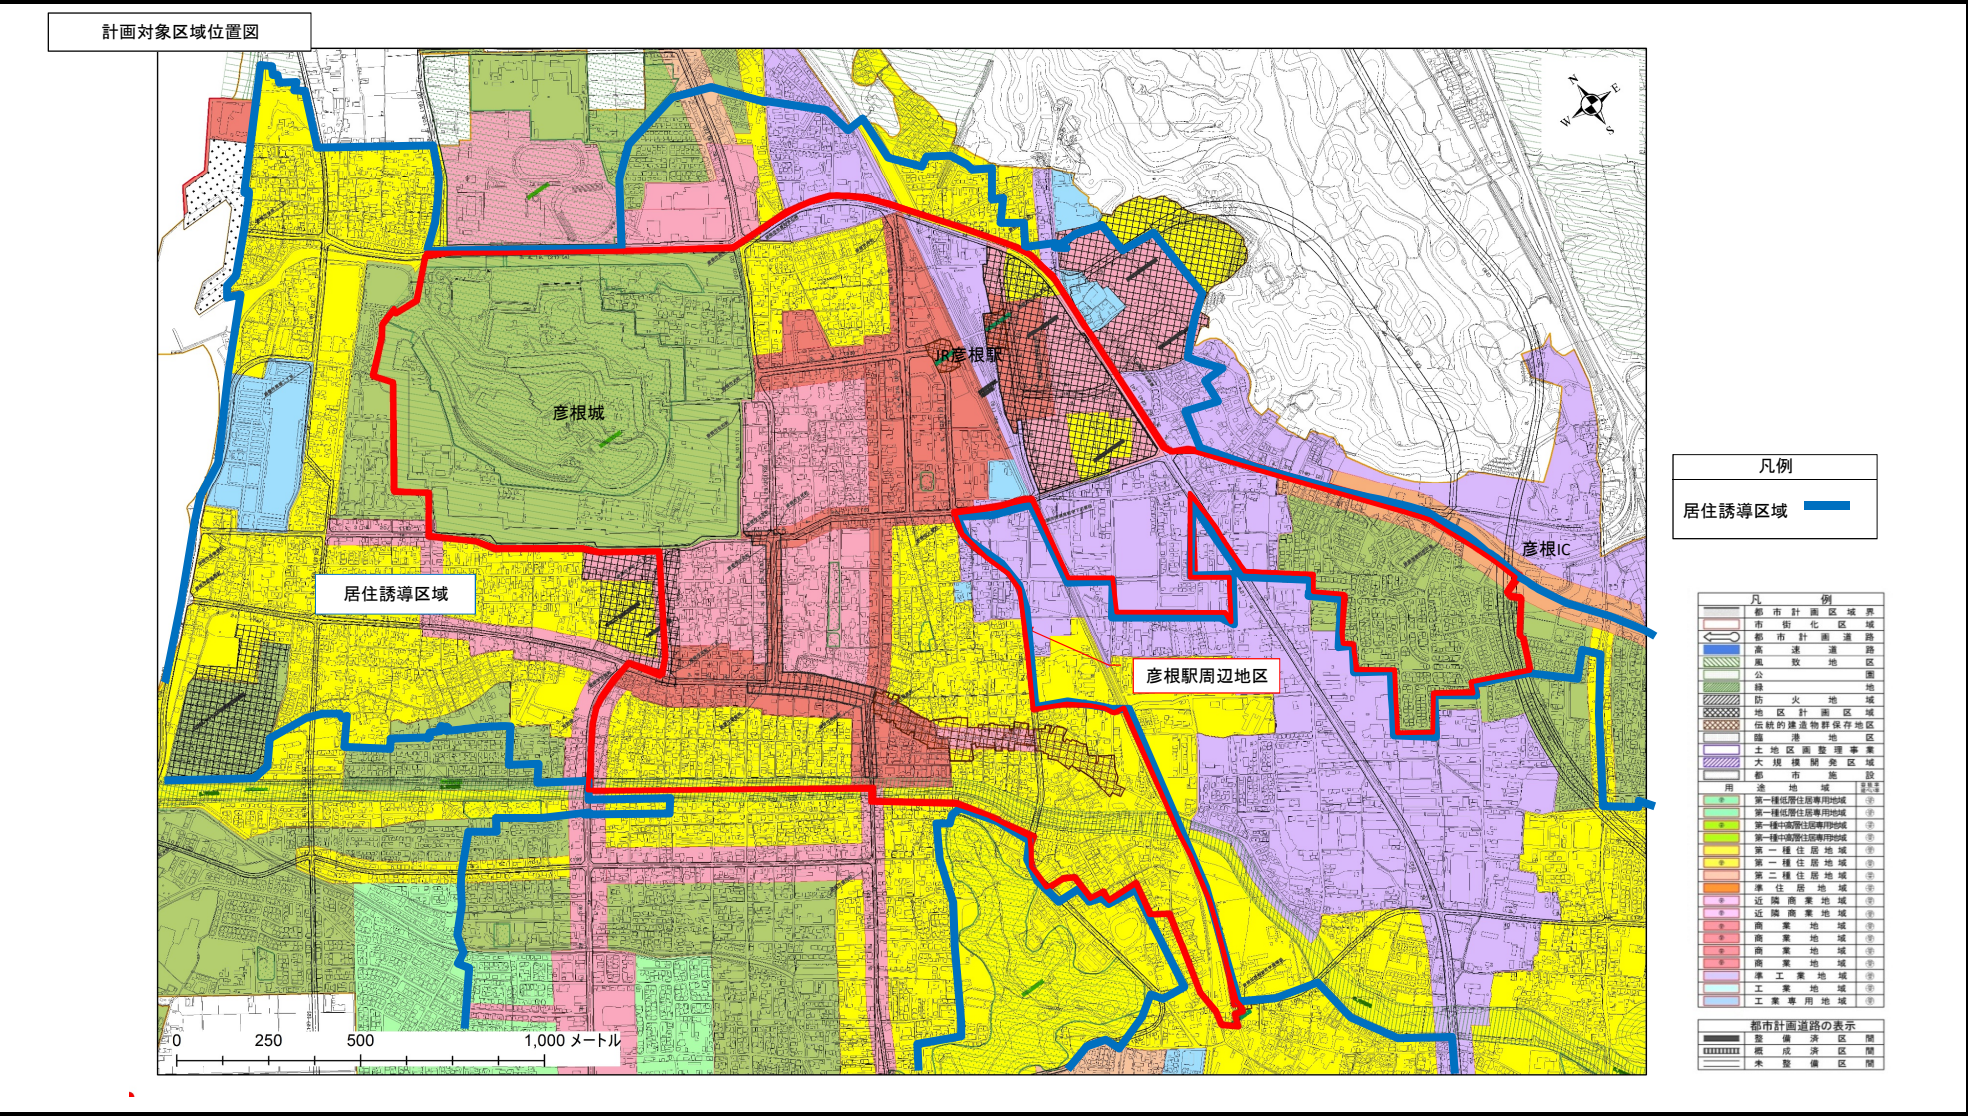 計画対象区域位置図
N
E
W
S
JR彦根駅
彦根城
凡例
居住誘導区域
彦根IC
居住誘導区域
彦根駅周辺地区
凡例
都市計画区域界
市街化区域
都市計画道路
高速道路
風致地区
公園
緑地
防火地域
地区計画区域
伝統的建造物群保存地区
臨港地区
土地区画整理事業
大規模開発区域
都市施設
用途地域
第一種低層住居専用地域
第一種低層住居専用地域
第一種中高層住居専用地域
第一種中高層住居専用地域
第一種住居地域
第一種住居地域
第二種住居地域
準住居地域
近隣商業地域
近隣商業地域
商業地域
商業地域
商業地域
商業地域
準工業地域
工業地域
工業専用地域
都市計画道路の表示
整備済区間
概成済区間
未整備区間
0 250 500 1,000 メートル